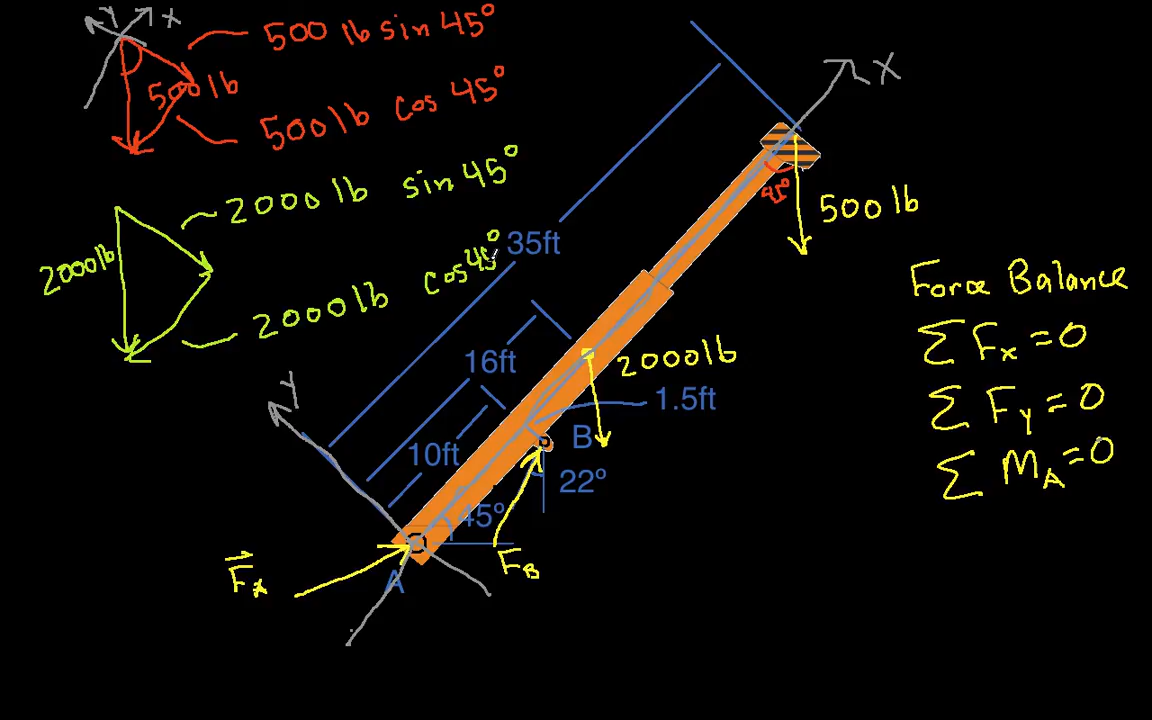 Y X
500 lb sin 45°
500lb
500lb cos 45°
X
45°
500 lb
2000 lb sin 45°
2000lb
2000lb cos 45°
35ft
Force Balance
ΣFx=0
16ft
2000lb
1.5ft
ΣFy=0
Y
B
10ft
ΣMA=0
22°
45°
Fx
FB
A